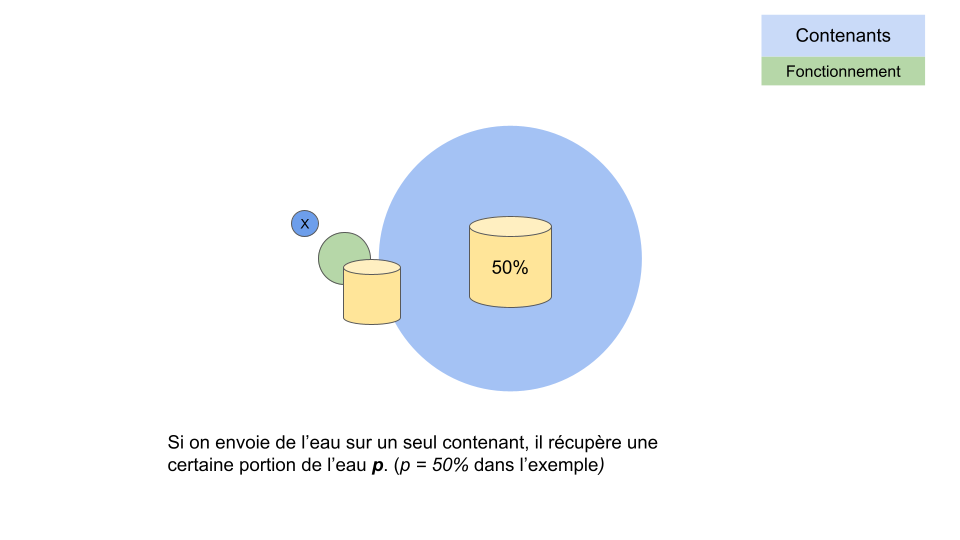 Contenants
Fonctionnement
X
50%
Si on envoie de l’eau sur un seul contenant, il récupère une
certaine portion de l’eau p. (p = 50% dans l’exemple)